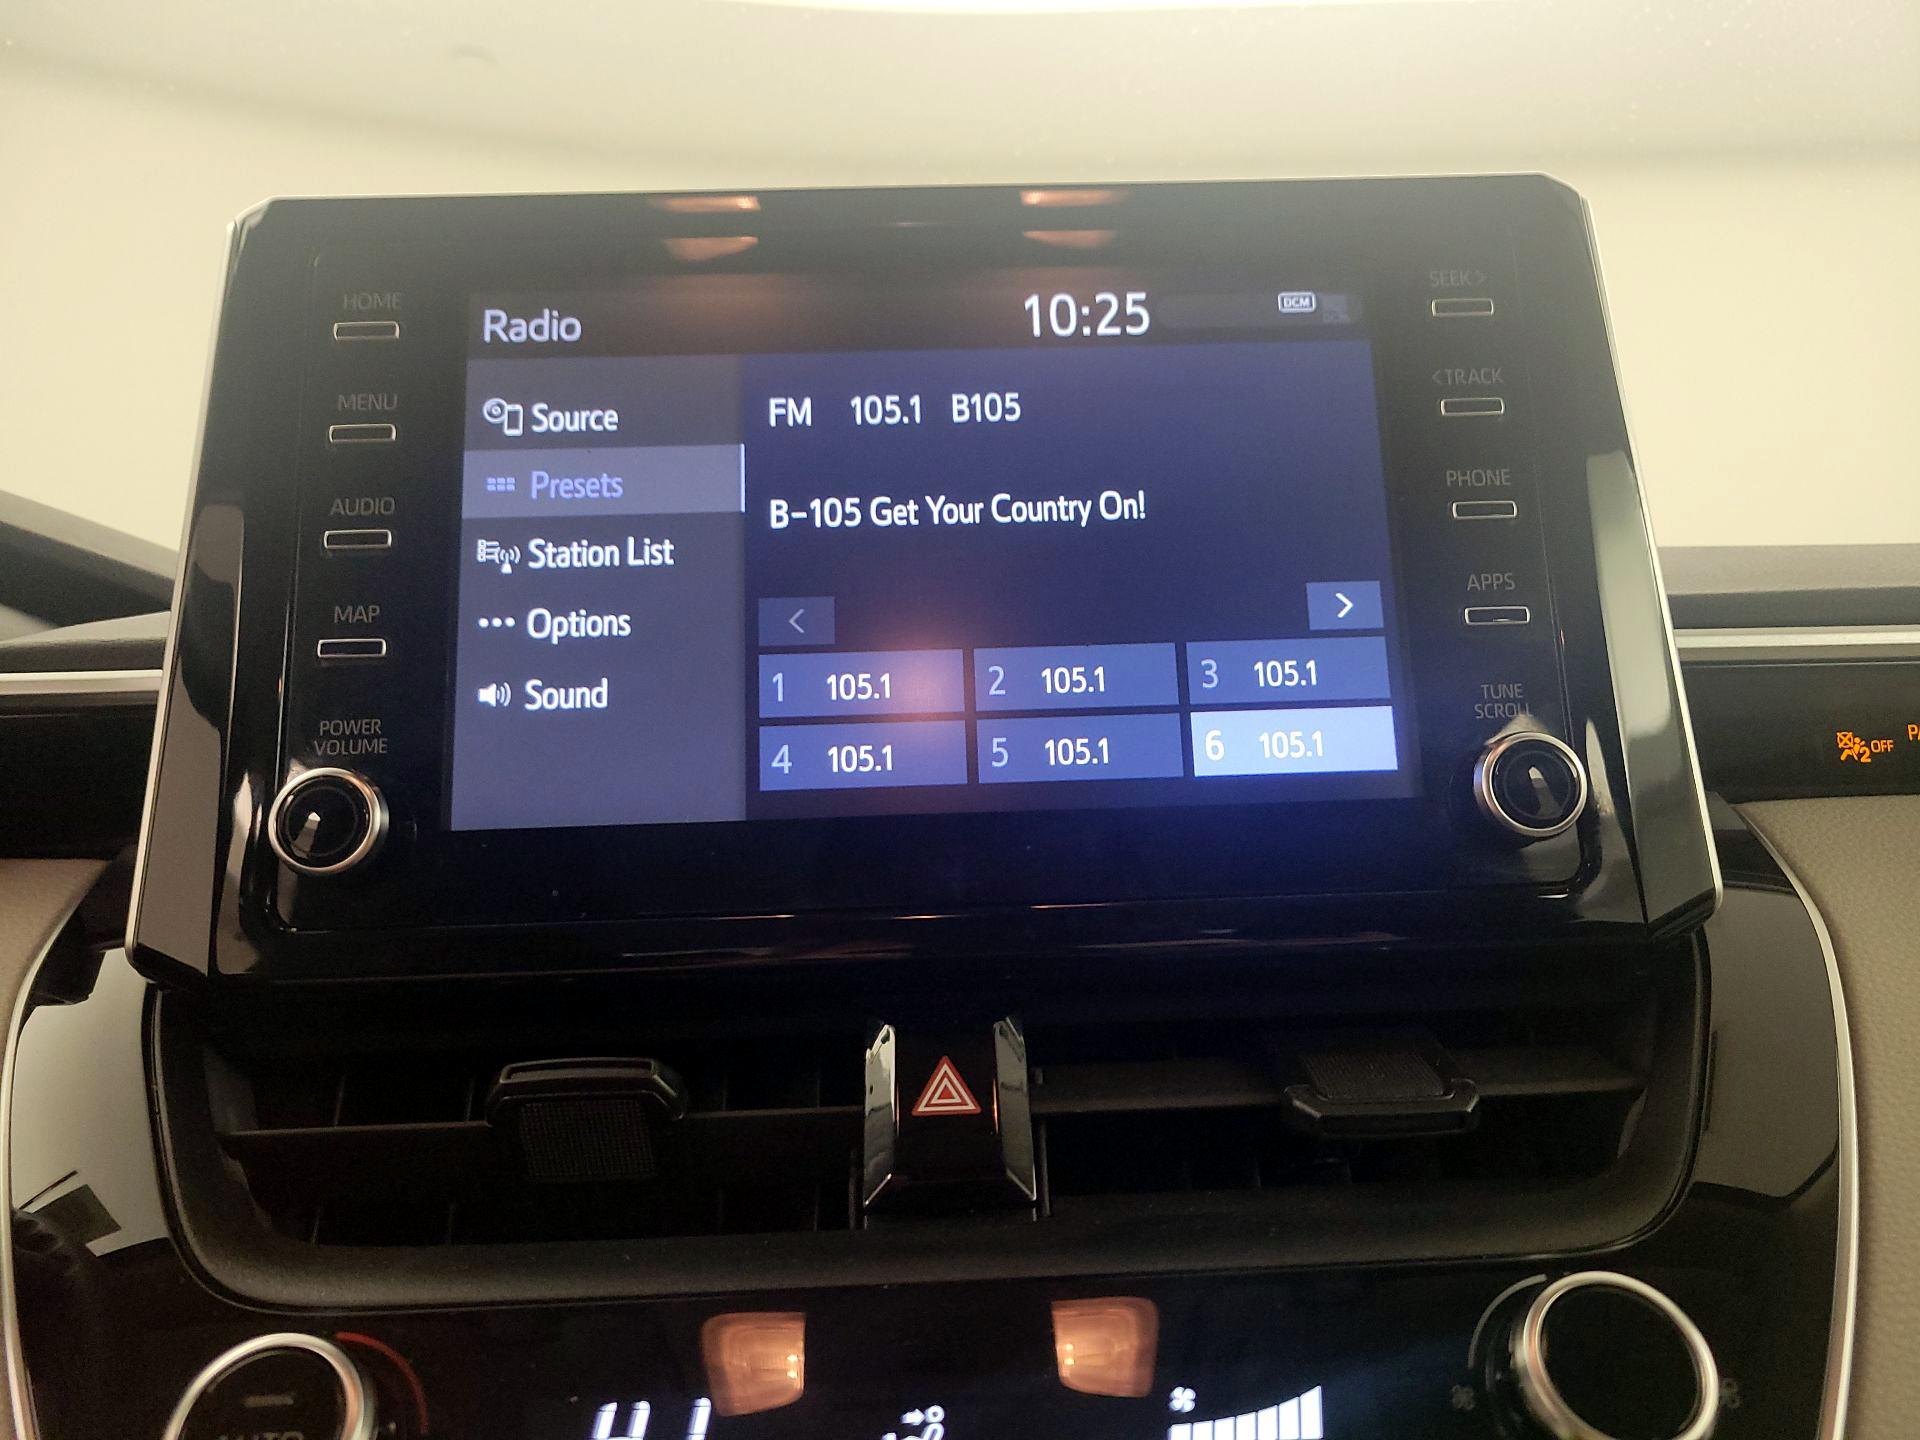 HOME
MENU
AUDIO
MAP
POWER
VOLUME
Radio
10:25
DCM
Source
Presets
Station List
Options
Sound
FM 105.1 B105
B-105 Get Your Country On!
<
>
1 105.1
2 105.1
3 105.1
4 105.1
5 105.1
6 105.1
SEEK >
< TRACK
PHONE
APPS
TUNE
SCROLL
2 OFF
AUTO